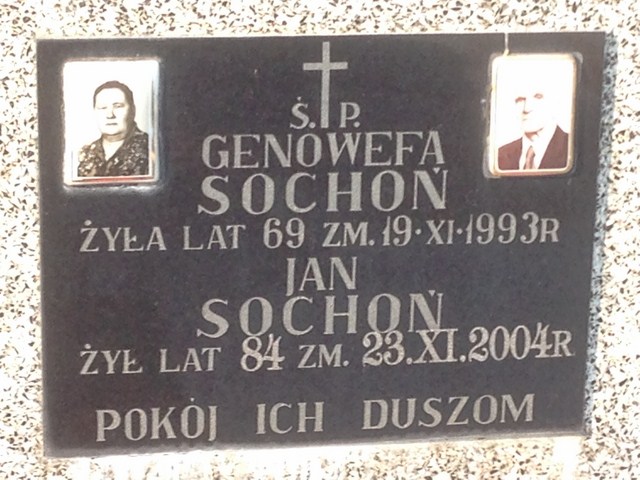 Ś. P.
GENOWEFA
SOCHOŃ
ŻYŁA LAT 69 ZM. 19·XI·1993R
JAN
SOCHOŃ
ŻYŁ LAT 84 ZM. 23.XI.2004R
POKÓJ ICH DUSZOM